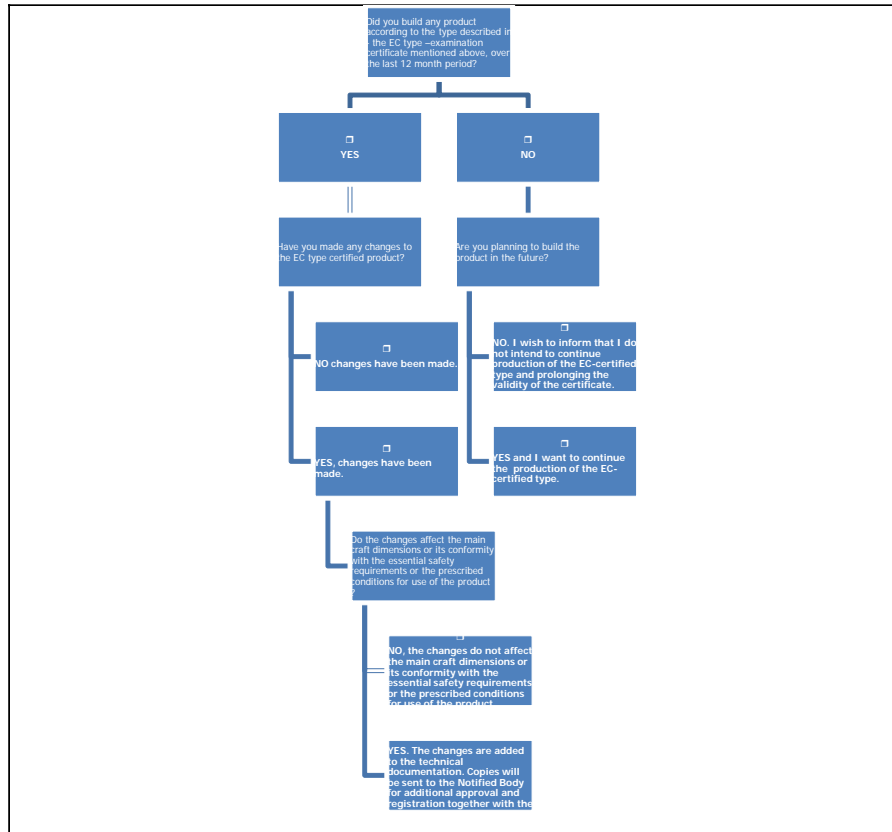 Did you build any product
according to the type described in
- the EC type –examination
certificate mentioned above, over
the last 12 month period?
❒
YES
❒
NO
Have you made any changes to
the EC type certified product?
Are you planning to build the
product in the future?
❒
NO changes have been made.
❒
NO. I wish to inform that I do
not intend to continue
production of the EC-certified
type and prolonging the
validity of the certificate.
❒
YES, changes have been
made.
❒
YES and I want to continue
the production of the EC-
certified type.
Do the changes affect the main
craft dimensions or its conformity
with the essential safety
requirements or the prescribed
conditions for use of the product
?
❒
NO, the changes do not affect
the main craft dimensions or
its conformity with the
essential safety requirements
or the prescribed conditions
for use of the product
YES. The changes are added
to the technical
documentation. Copies will
be sent to the Notified Body
for additional approval and
registration together with the